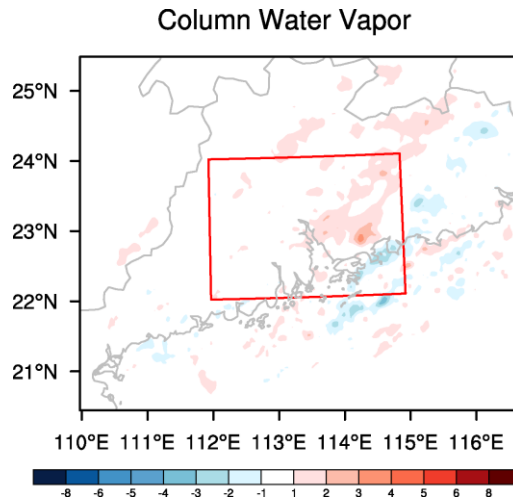 Column Water Vapor
25°N
24°N
23°N
22°N
21°N
110°E 111°E 112°E 113°E 114°E 115°E 116°E
-8 -6 -5 -4 -3 -2 -1 1 2 3 4 5 6 8